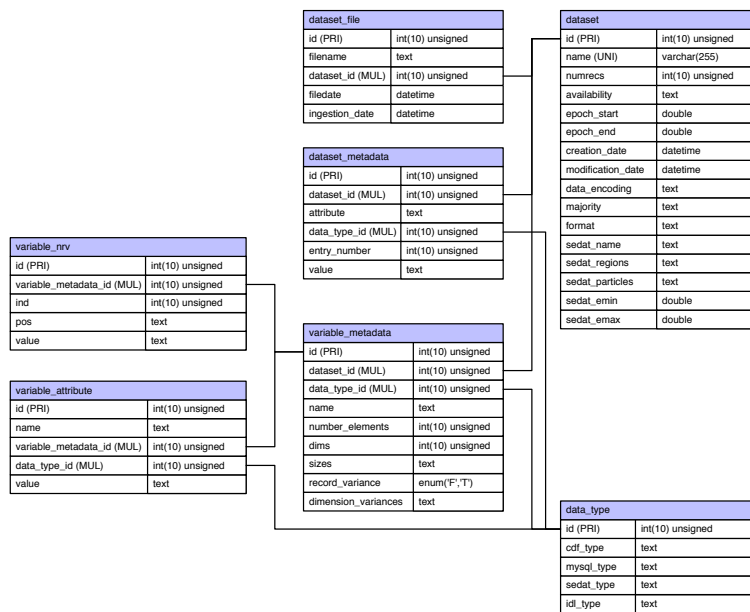 dataset_file
id (PRI) int(10) unsigned
filename text
dataset_id (MUL) int(10) unsigned
filedate datetime
ingestion_date datetime
dataset
id (PRI) int(10) unsigned
name (UNI) varchar(255)
numrecs int(10) unsigned
availability text
epoch_start double
epoch_end double
creation_date datetime
modification_date datetime
data_encoding text
majority text
format text
sedat_name text
sedat_regions text
sedat_particles text
sedat_emin double
sedat_emax double
dataset_metadata
id (PRI) int(10) unsigned
dataset_id (MUL) int(10) unsigned
attribute text
data_type_id (MUL) int(10) unsigned
entry_number int(10) unsigned
value text
variable_nrv
id (PRI) int(10) unsigned
variable_metadata_id (MUL) int(10) unsigned
ind int(10) unsigned
pos text
value text
variable_metadata
id (PRI) int(10) unsigned
dataset_id (MUL) int(10) unsigned
data_type_id (MUL) int(10) unsigned
name text
number_elements int(10) unsigned
dims int(10) unsigned
sizes text
record_variance enum('F','T')
dimension_variances text
variable_attribute
id (PRI) int(10) unsigned
name text
variable_metadata_id (MUL) int(10) unsigned
data_type_id (MUL) int(10) unsigned
value text
data_type
id (PRI) int(10) unsigned
cdf_type text
mysql_type text
sedat_type text
idl_type text